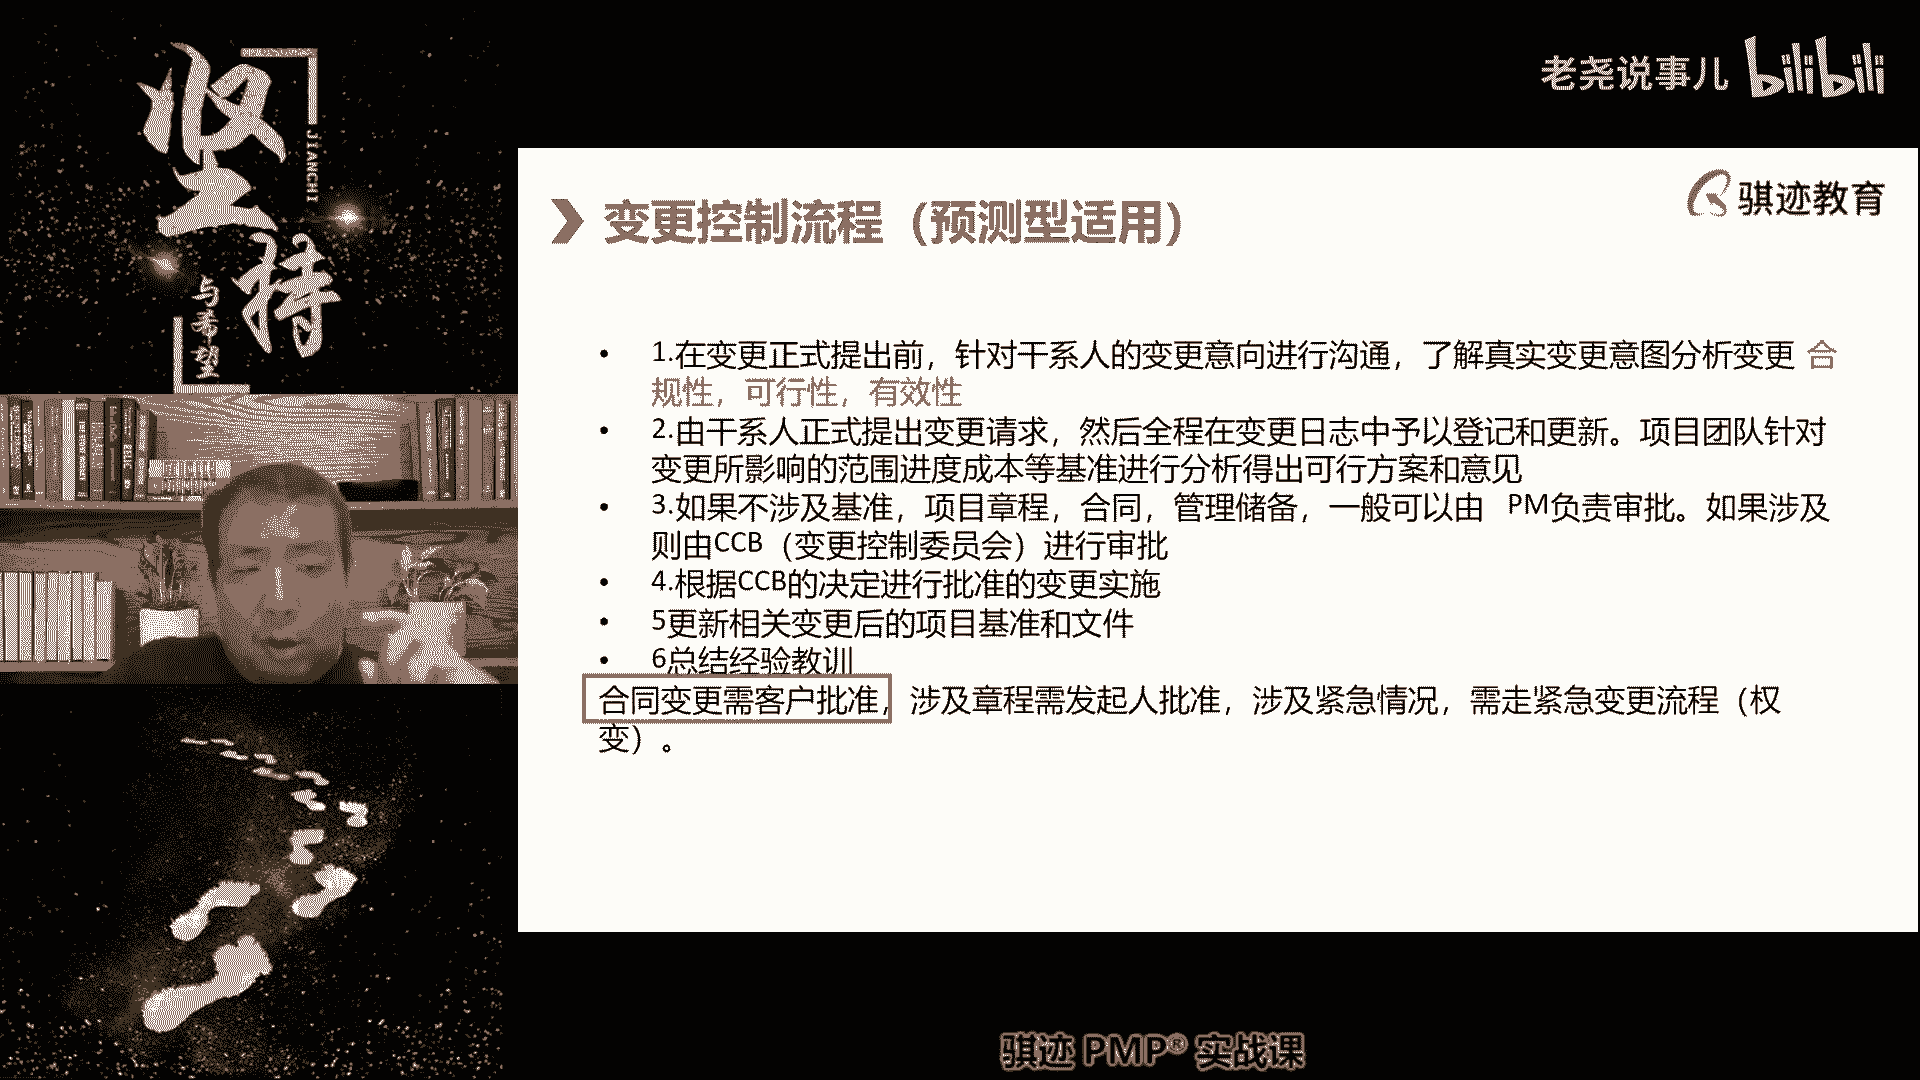 坚持
JIANCHI
与希望
老尧说事儿 bilibili
骐迹教育
变更控制流程（预测型适用）
• 1.在变更正式提出前，针对干系人的变更意向进行沟通，了解真实变更意图分析变更 合
规性，可行性，有效性
• 2.由干系人正式提出变更请求，然后全程在变更日志中予以登记和更新。项目团队针对
变更所影响的范围进度成本等基准进行分析得出可行方案和意见
• 3.如果不涉及基准，项目章程，合同，管理储备，一般可以由 PM负责审批。如果涉及
则由CCB（变更控制委员会）进行审批
• 4.根据CCB的决定进行批准的变更实施
• 5更新相关变更后的项目基准和文件
• 6总结经验教训
合同变更需客户批准，涉及章程需发起人批准，涉及紧急情况，需走紧急变更流程（权
变）。
骐迹 PMP® 实战课